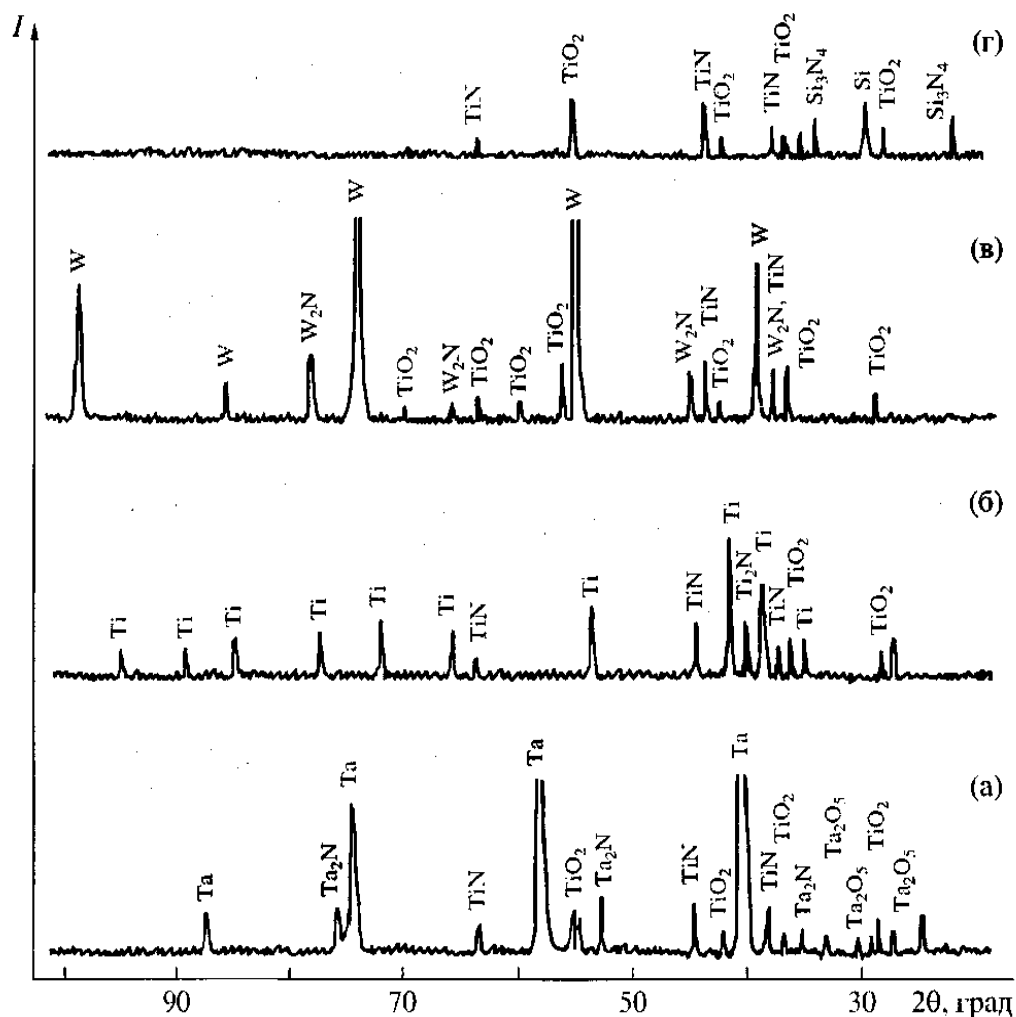 I
(г)
TiN TiO₂ TiN TiO₂ TiN TiO₂ Si₃N₄ Si TiO₂ Si₃N₄
(в)
W W W₂N W TiO₂ W₂N TiO₂ TiO₂ TiO₂ W W₂N TiN TiO₂ W W₂N, TiN TiO₂ TiO₂
(б)
Ti Ti Ti Ti Ti Ti TiN Ti TiN Ti Ti₂N Ti TiN TiO₂ Ti TiO₂
(а)
Ta Ta₂N Ta TiN Ta TiO₂ Ta₂N TiN TiO₂ Ta TiN TiO₂ Ta₂N Ta₂O₅ Ta₂O₅ TiO₂ Ta₂O₅
90 70 50 30 2θ, град